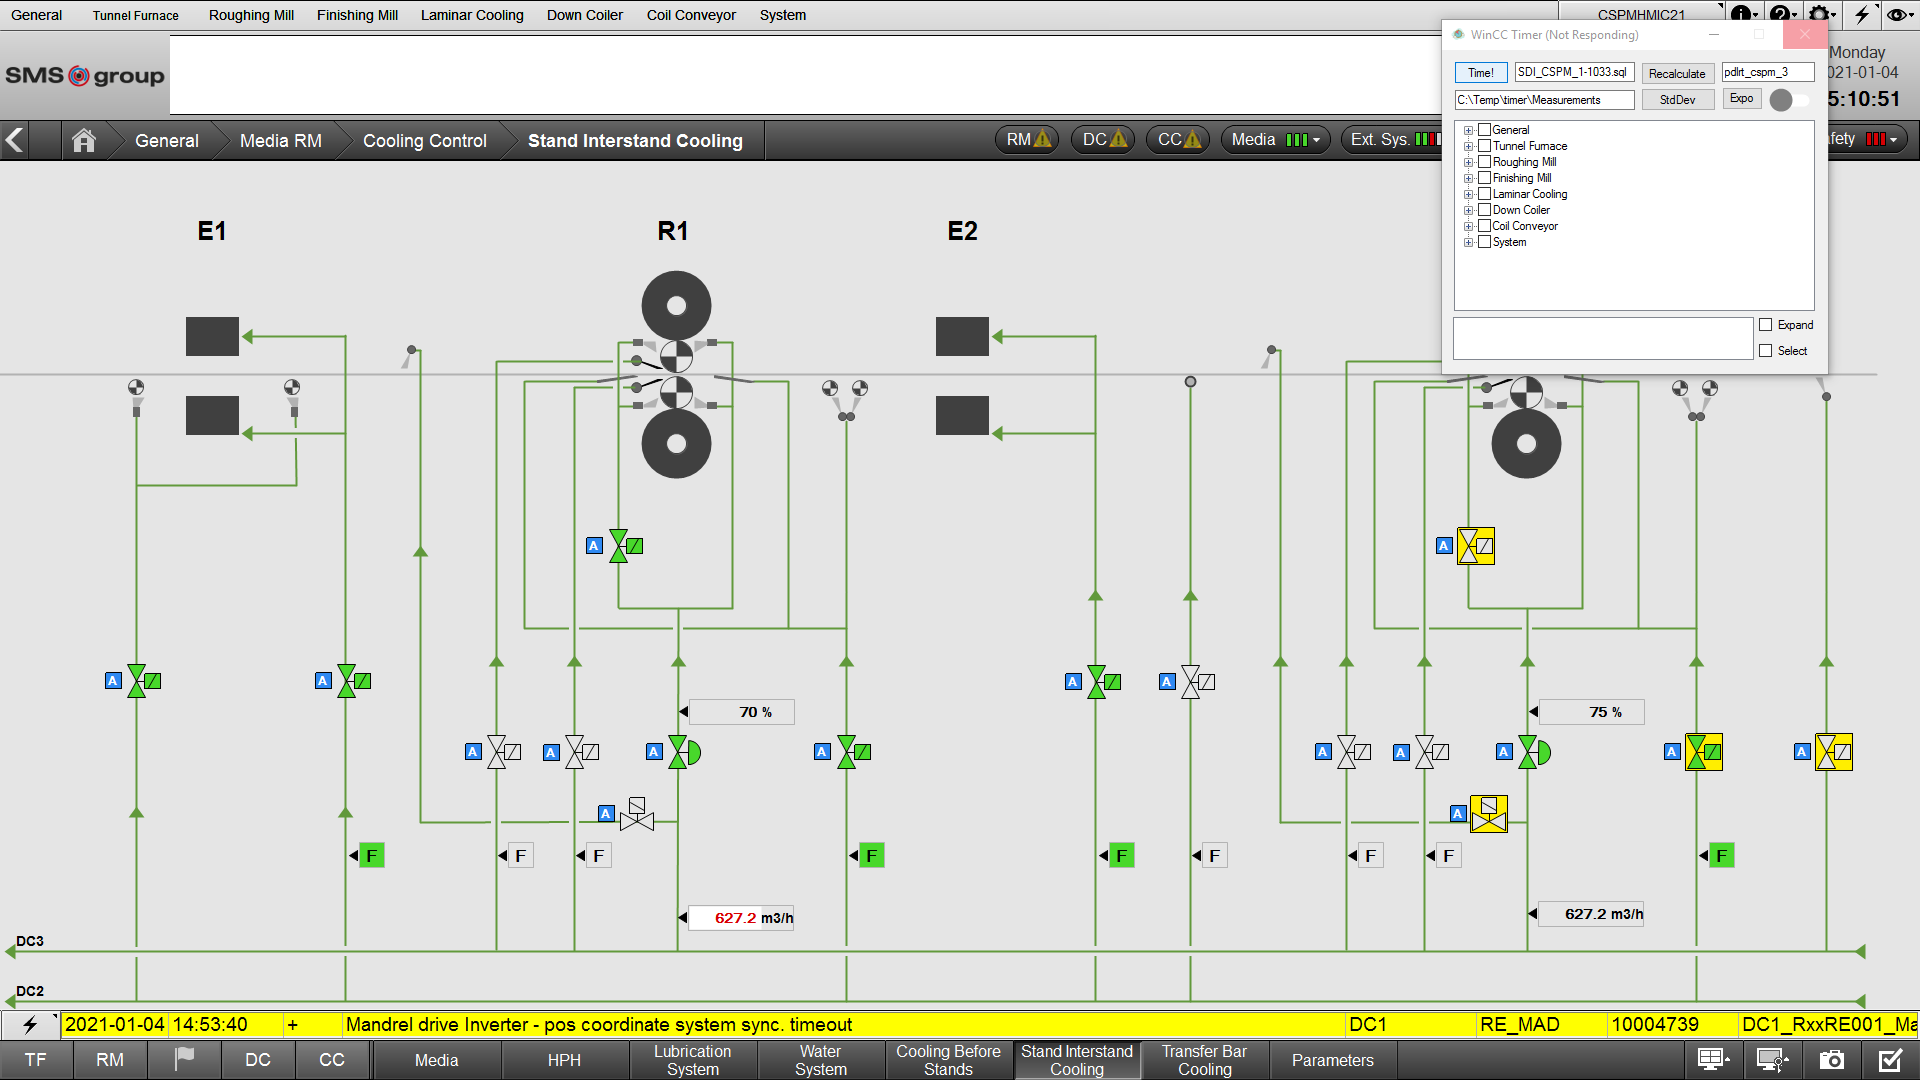 General Tunnel Furnace Roughing Mill Finishing Mill Laminar Cooling Down Coiler Coil Conveyor System CSPMHMIC21
WinCC Timer (Not Responding)
SMS group
Monday
021-01-04
5:10:51
Time! SDI_CSPM_1-1033.sql Recalculate pdlrt_cspm_3
C:\Temp\timer\Measurements StdDev Expo
General
Tunnel Furnace
Roughing Mill
Finishing Mill
Laminar Cooling
Down Coiler
Coil Conveyor
System
Expand
Select
General Media RM Cooling Control Stand Interstand Cooling RM DC CC Media Ext. Sys. fety
E1 R1 E2
A A
A A A A
70 % 75 %
A A A A A A A A A
A A
F F F F F F F F F
627.2 m3/h 627.2 m3/h
DC3
DC2
2021-01-04 14:53:40 + Mandrel drive Inverter - pos coordinate system sync. timeout DC1 RE_MAD 10004739 DC1_RxxRE001_Ma
TF RM DC CC Media HPH Lubrication System Water System Cooling Before Stands Stand Interstand Cooling Transfer Bar Cooling Parameters